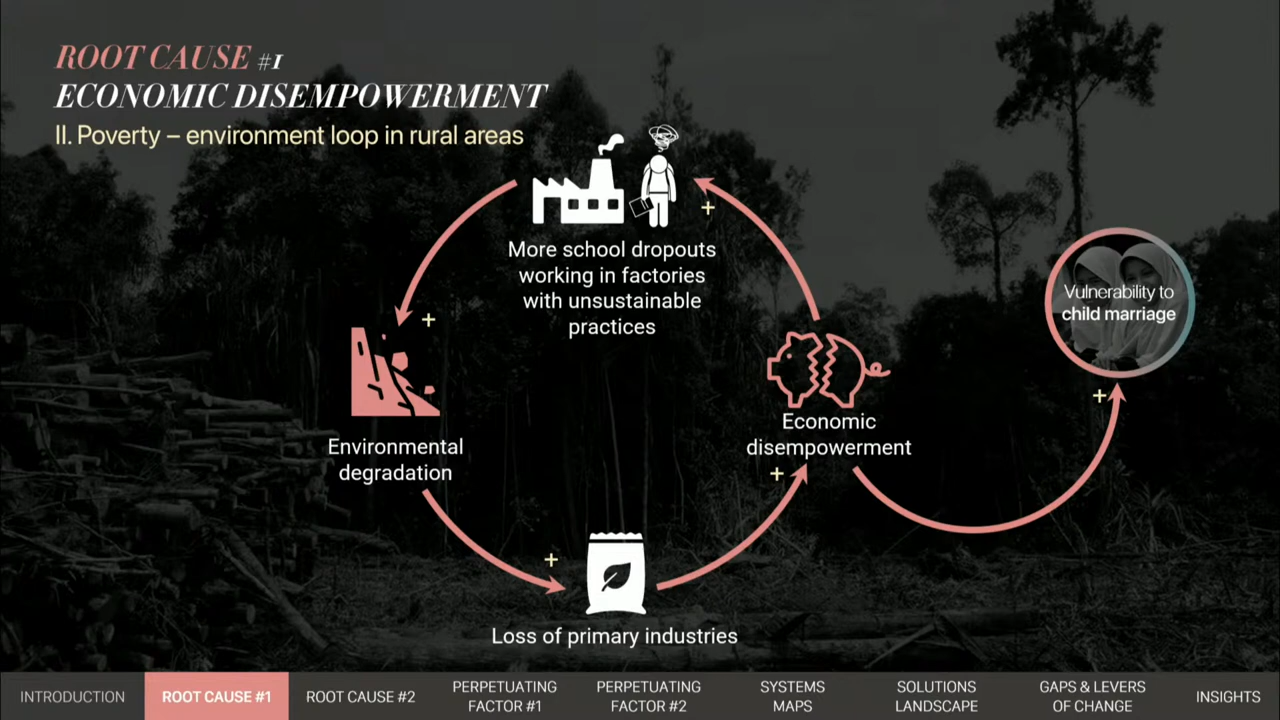 ROOT CAUSE #1
ECONOMIC DISEMPOWERMENT
II. Poverty – environment loop in rural areas
+
More school dropouts
working in factories
with unsustainable
practices
+
Vulnerability to
child marriage
+
Economic
disempowerment
+
Environmental
degradation
+
Loss of primary industries
INTRODUCTION
ROOT CAUSE #1
ROOT CAUSE #2
PERPETUATING
FACTOR #1
PERPETUATING
FACTOR #2
SYSTEMS
MAPS
SOLUTIONS
LANDSCAPE
GAPS & LEVERS
OF CHANGE
INSIGHTS